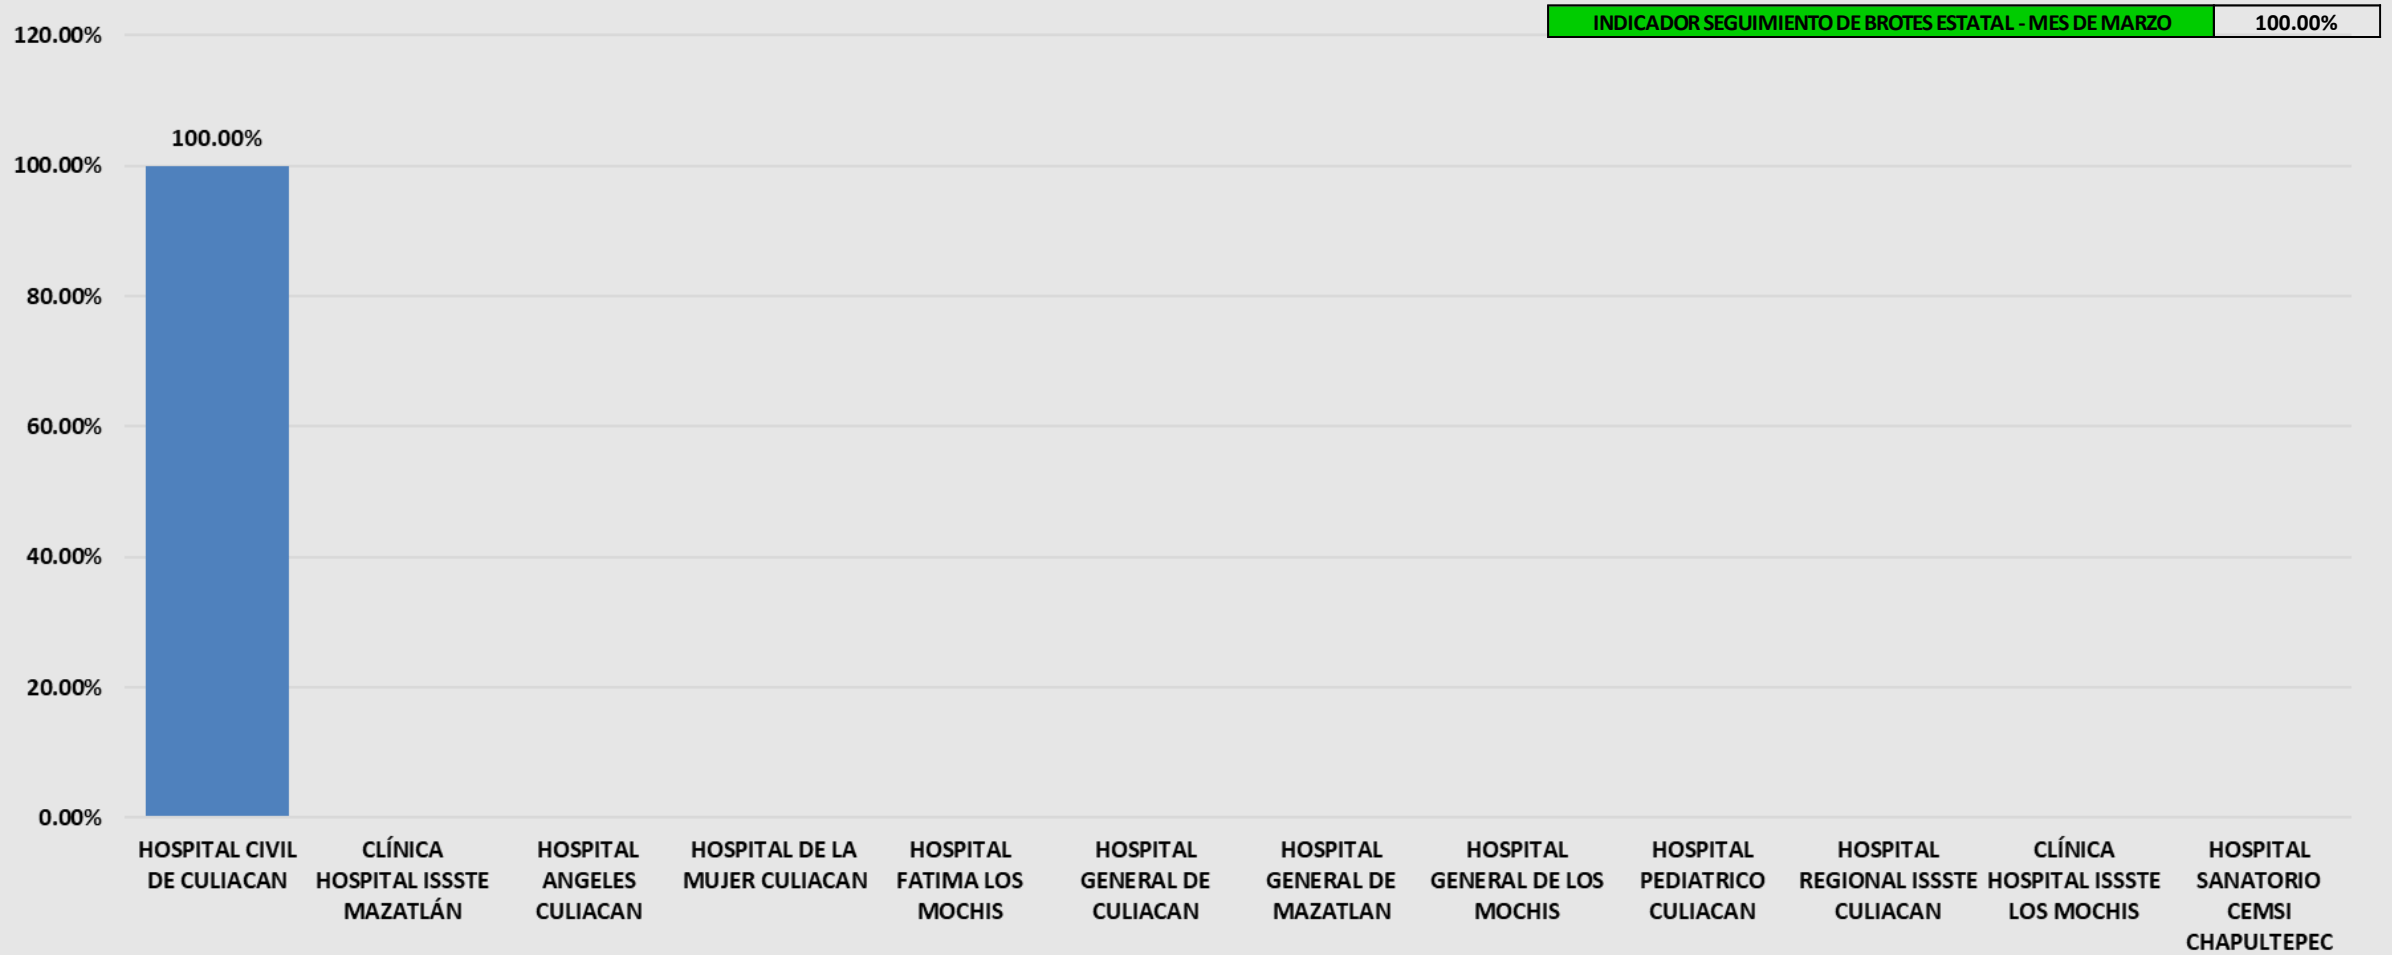 INDICADOR SEGUIMIENTO DE BROTES ESTATAL - MES DE MARZO 100.00%
120.00%
100.00%
100.00%
80.00%
60.00%
40.00%
20.00%
0.00%
HOSPITAL CIVIL
DE CULIACAN
CLÍNICA
HOSPITAL ISSSTE
MAZATLÁN
HOSPITAL
ANGELES
CULIACAN
HOSPITAL DE LA
MUJER CULIACAN
HOSPITAL
FATIMA LOS
MOCHIS
HOSPITAL
GENERAL DE
CULIACAN
HOSPITAL
GENERAL DE
MAZATLAN
HOSPITAL
GENERAL DE LOS
MOCHIS
HOSPITAL
PEDIATRICO
CULIACAN
HOSPITAL
REGIONAL ISSSTE
CULIACAN
CLÍNICA
HOSPITAL ISSSTE
LOS MOCHIS
HOSPITAL
SANATORIO
CEMSI
CHAPULTEPEC